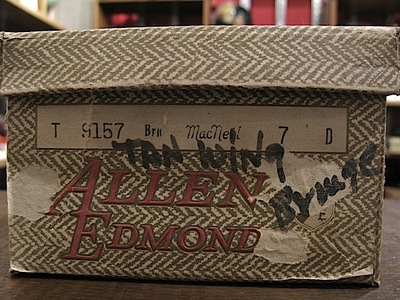 T 9157 Brn MacNeil 7 D
TAN WING
ALLEN
EDMOND